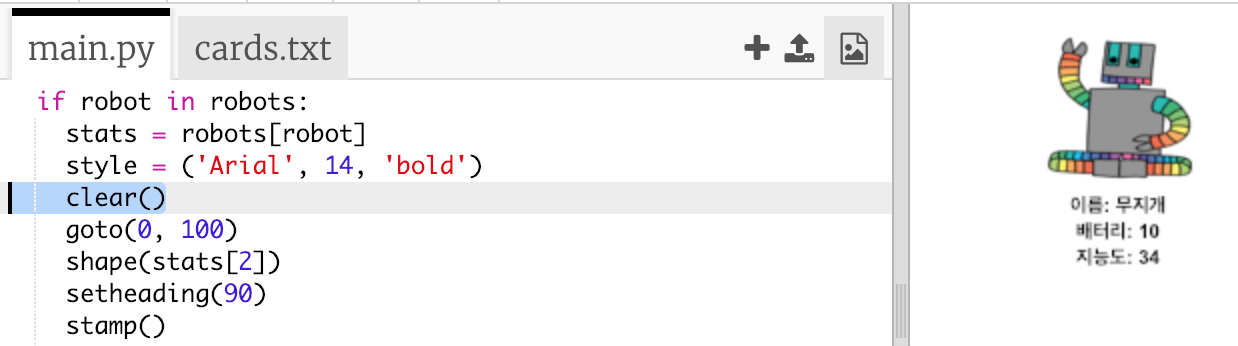 main.py cards.txt
if robot in robots:
stats = robots[robot]
style = ('Arial', 14, 'bold')
clear()
goto(0, 100)
shape(stats[2])
setheading(90)
stamp()
이름: 무지개
배터리: 10
지능도: 34